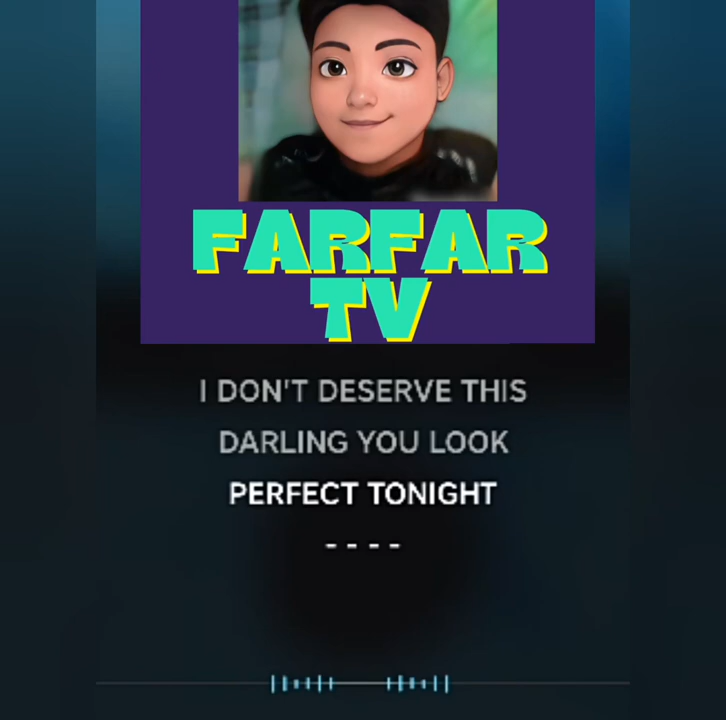 FARFAR
TV
I DON'T DESERVE THIS
DARLING YOU LOOK
PERFECT TONIGHT
- - - -